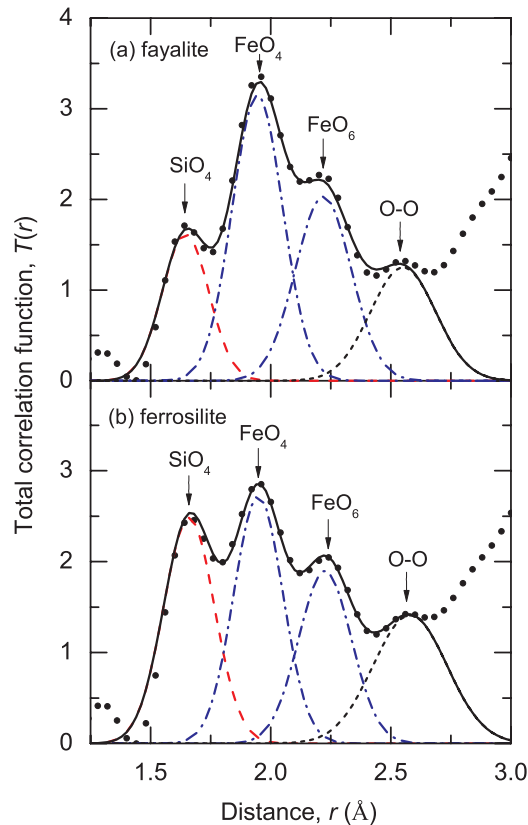 (a) fayalite
FeO₄
SiO₄
FeO₆
O-O
4
3
2
1
0
(b) ferrosilite
SiO₄
FeO₄
FeO₆
O-O
3
2
1
0
Total correlation function, T(r)
1.5
2.0
2.5
3.0
Distance, r (Å)